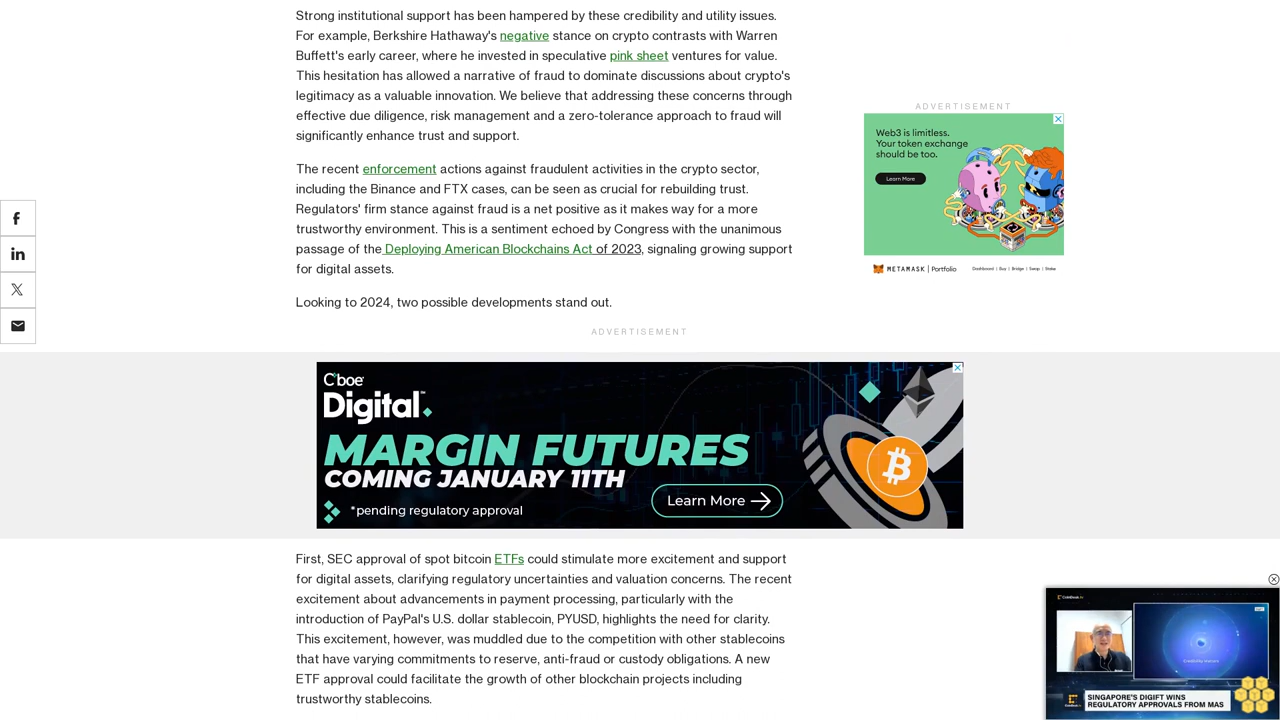 Strong institutional support has been hampered by these credibility and utility issues.
For example, Berkshire Hathaway's negative stance on crypto contrasts with Warren
Buffett's early career, where he invested in speculative pink sheet ventures for value.
This hesitation has allowed a narrative of fraud to dominate discussions about crypto's
legitimacy as a valuable innovation. We believe that addressing these concerns through
effective due diligence, risk management and a zero-tolerance approach to fraud will
significantly enhance trust and support.
The recent enforcement actions against fraudulent activities in the crypto sector,
including the Binance and FTX cases, can be seen as crucial for rebuilding trust.
Regulators' firm stance against fraud is a net positive as it makes way for a more
trustworthy environment. This is a sentiment echoed by Congress with the unanimous
passage of the Deploying American Blockchains Act of 2023, signaling growing support
for digital assets.
Looking to 2024, two possible developments stand out.
ADVERTISEMENT
Web3 is limitless.
Your token exchange
should be too.
Learn More
METAMASK | Portfolio
Dashboard | Buy | Bridge | Swap | Stake
ADVERTISEMENT
Cboe
Digital
MARGIN FUTURES
COMING JANUARY 11TH
*pending regulatory approval
Learn More
First, SEC approval of spot bitcoin ETFs could stimulate more excitement and support
for digital assets, clarifying regulatory uncertainties and valuation concerns. The recent
excitement about advancements in payment processing, particularly with the
introduction of PayPal's U.S. dollar stablecoin, PYUSD, highlights the need for clarity.
This excitement, however, was muddled due to the competition with other stablecoins
that have varying commitments to reserve, anti-fraud or custody obligations. A new
ETF approval could facilitate the growth of other blockchain projects including
trustworthy stablecoins.
CoinDesk
SINGAPORE'S DIGIFT WINS
REGULATORY APPROVALS FROM MAS